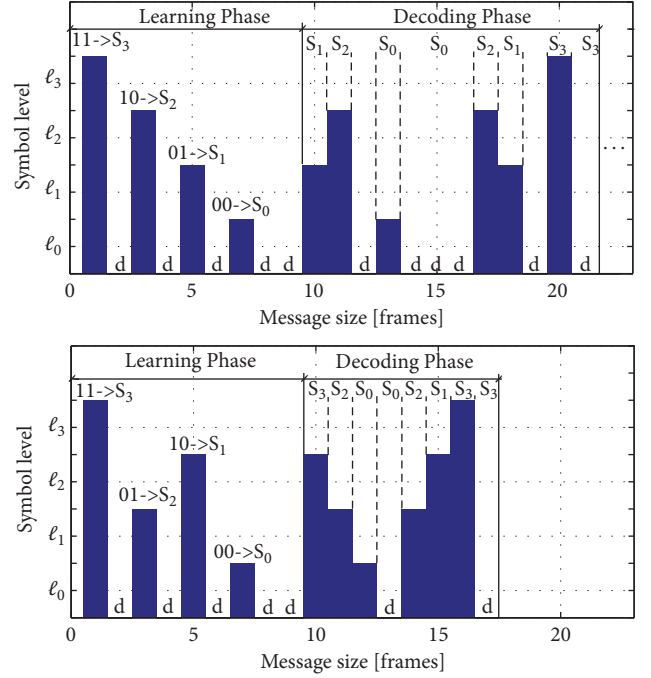 Learning Phase Decoding Phase
11->S₃ S₁ S₂ S₀ S₀ S₂ S₁ S₃ S₃
ℓ₃
10->S₂
ℓ₂
01->S₁
ℓ₁
00->S₀
ℓ₀
...
d d d d d d d d d d
0 5 10 15 20
Symbol level
Message size [frames]
Learning Phase Decoding Phase
11->S₃ S₃ S₂ S₀ S₀ S₂ S₁ S₃ S₃
ℓ₃
10->S₁
ℓ₂
01->S₂
ℓ₁
00->S₀
ℓ₀
d d d d d d d
0 5 10 15 20
Symbol level
Message size [frames]